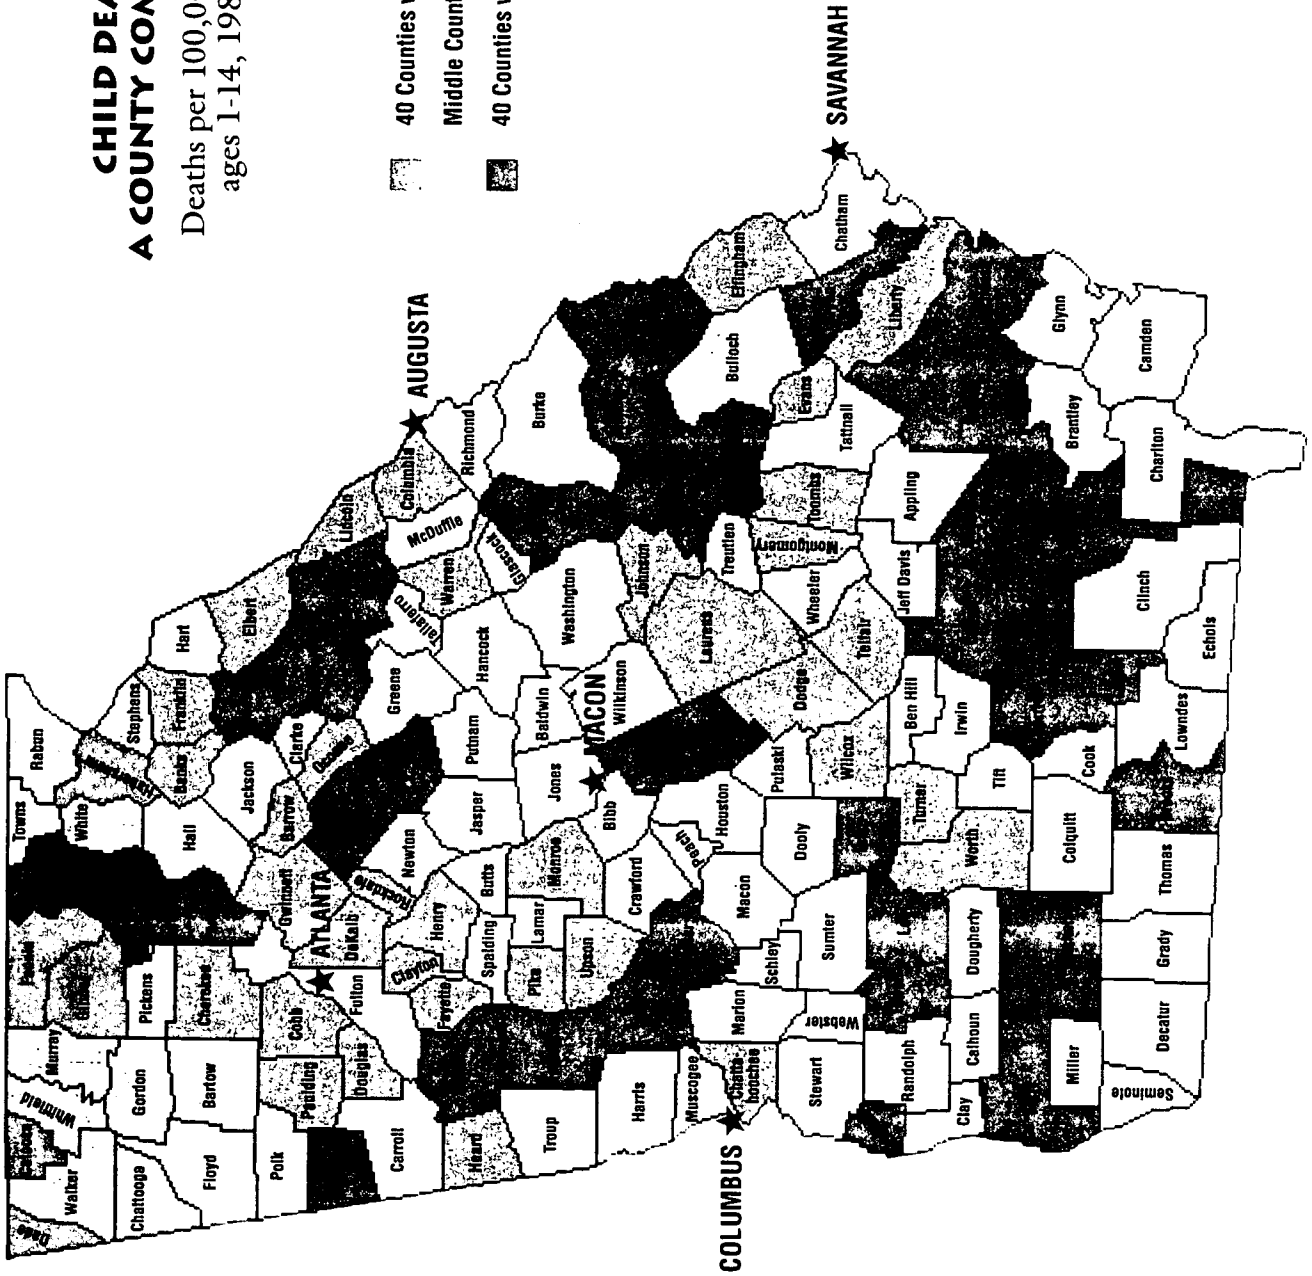 CHILD DEA
A COUNTY COM
Deaths per 100,0
ages 1-14, 198
40 Counties w
Middle Count
40 Counties w
Dade
Walker
Catoosa
Whitfield
Murray
Fannin
Gilmer
Towns
White
Rabun
Habersham
Stephens
Chattooga
Gordon
Pickens
Hall
Banks
Franklin
Hart
Floyd
Bartow
Cherokee
Jackson
Elbert
Polk
Paulding
Cobb
Gwinnett
Barrow
Clarke
Oconee
Lincoln
Douglas
ATLANTA
Fulton
DeKalb
Rockdale
Newton
Greene
Taliaferro
Columbia
AUGUSTA
Carroll
Fayette
Clayton
Henry
McDuffie
Warren
Richmond
Heard
Spalding
Butts
Jasper
Putnam
Hancock
Glascock
Troup
Pike
Lamar
Monroe
Jones
Baldwin
Washington
Burke
Harris
Upson
Crawford
Bibb
MACON
Wilkinson
Johnson
Muscogee
Peach
Houston
Laurens
Treutlen
COLUMBUS
Chatta-
hoochee
Marion
Schley
Macon
Pulaski
Dodge
Montgomery
Toombs
Bulloch
Effingham
Stewart
Webster
Sumter
Dooly
Wilcox
Telfair
Wheeler
Tattnall
Evans
Chatham
SAVANNAH
Randolph
Turner
Ben Hill
Jeff Davis
Appling
Liberty
Clay
Calhoun
Dougherty
Worth
Tift
Irwin
Miller
Colquitt
Cook
Brantley
Glynn
Seminole
Decatur
Grady
Thomas
Lowndes
Clinch
Echols
Charlton
Camden